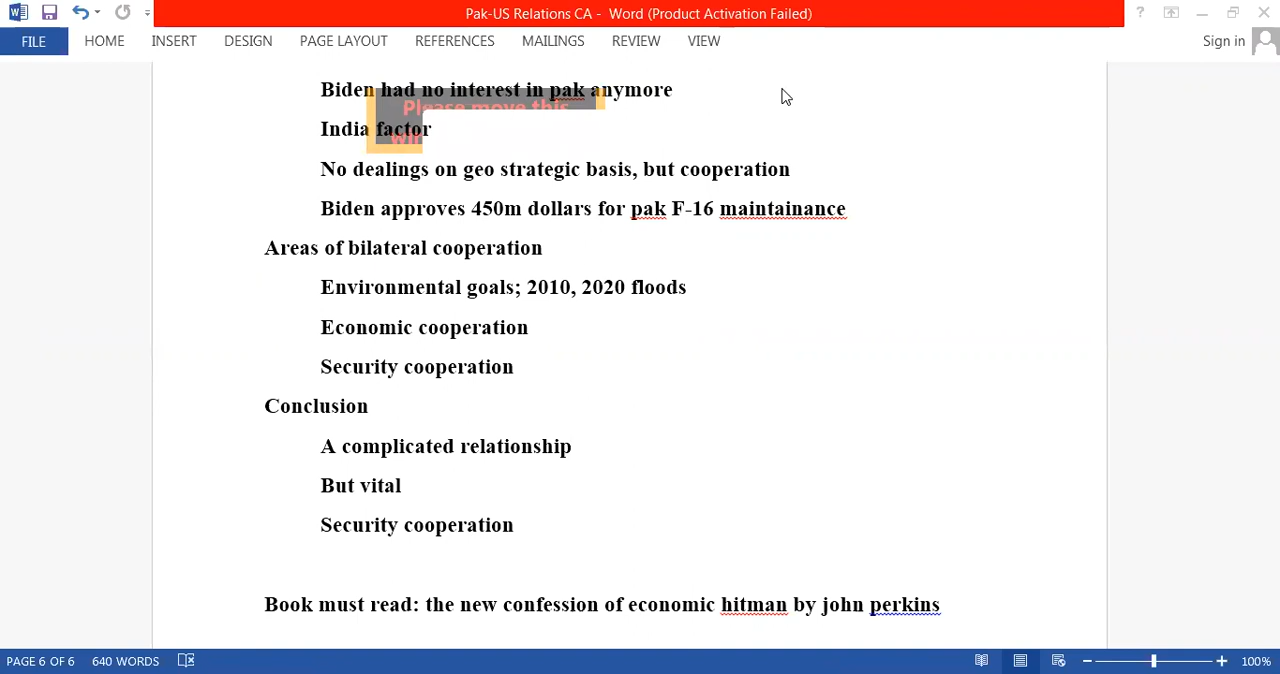 Pak-US Relations CA - Word (Product Activation Failed)
?
FILE HOME INSERT DESIGN PAGE LAYOUT REFERENCES MAILINGS REVIEW VIEW Sign in
Biden had no interest in pak anymore
Please move this
India factor
No dealings on geo strategic basis, but cooperation
Biden approves 450m dollars for pak F-16 maintainance
Areas of bilateral cooperation
Environmental goals; 2010, 2020 floods
Economic cooperation
Security cooperation
Conclusion
A complicated relationship
But vital
Security cooperation
Book must read: the new confession of economic hitman by john perkins
PAGE 6 OF 6 640 WORDS 100%